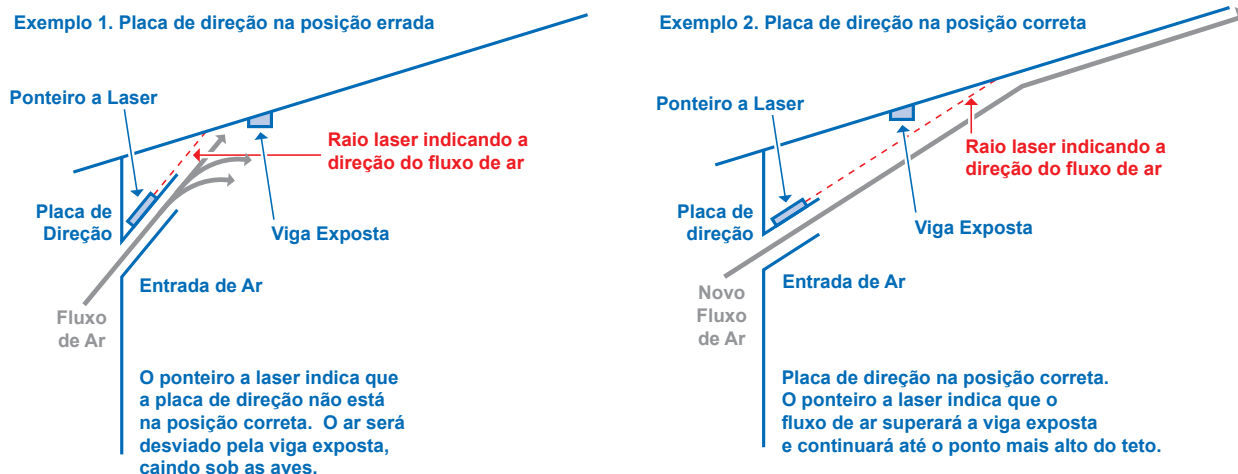 Exemplo 1. Placa de direção na posição errada
Ponteiro a Laser
Raio laser indicando a
direção do fluxo de ar
Placa de
Direção
Viga Exposta
Entrada de Ar
Fluxo
de Ar
O ponteiro a laser indica que
a placa de direção não está
na posição correta.  O ar será
desviado pela viga exposta,
caindo sob as aves.
Exemplo 2. Placa de direção na posição correta
Ponteiro a Laser
Raio laser indicando a
direção do fluxo de ar
Placa de
direção
Viga Exposta
Entrada de Ar
Novo
Fluxo
de Ar
Placa de direção na posição correta.
O ponteiro a laser indica que o
fluxo de ar superará a viga exposta
e continuará até o ponto mais alto do teto.